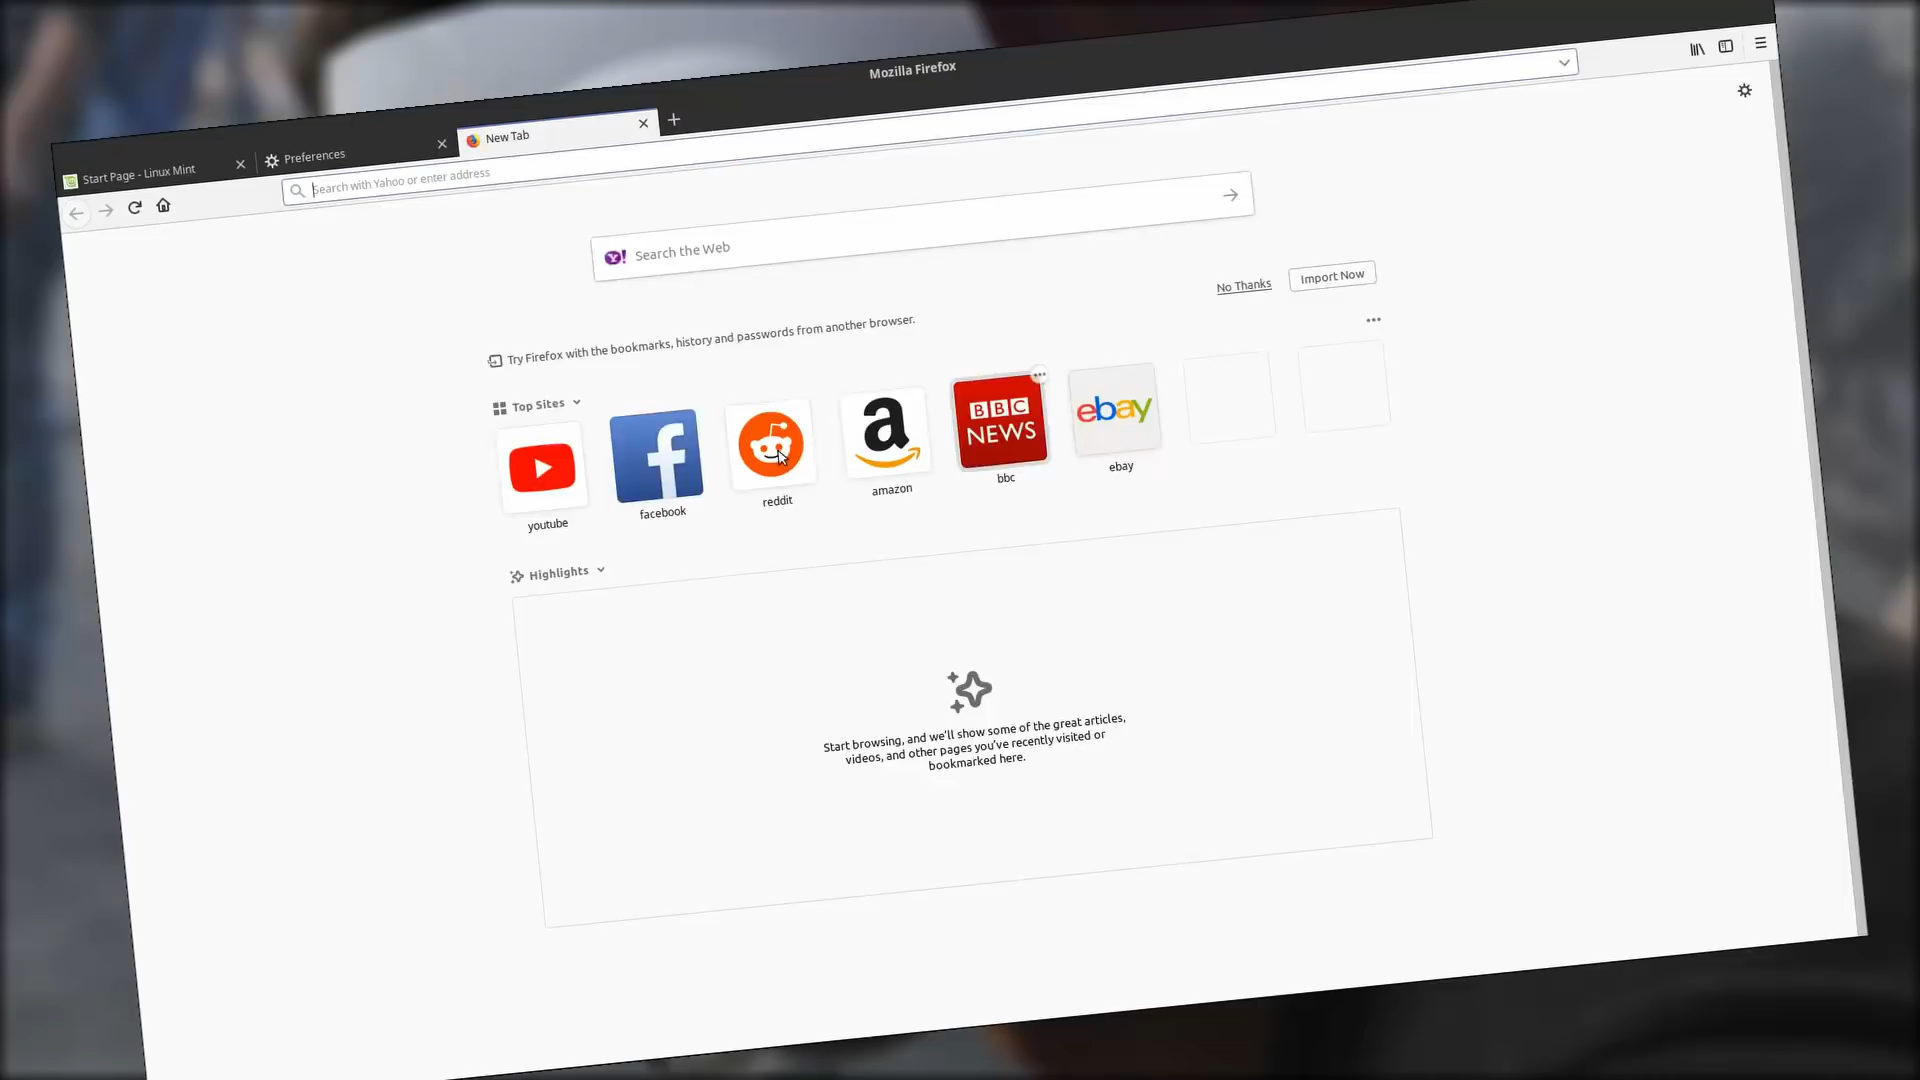 Mozilla Firefox
Start Page - Linux Mint
Preferences
New Tab
Search with Yahoo or enter address
Y! Search the Web
No Thanks
Import Now
Try Firefox with the bookmarks, history and passwords from another browser.
Top Sites
youtube
facebook
reddit
a
amazon
BBC
NEWS
bbc
ebay
ebay
Highlights
Start browsing, and we'll show some of the great articles,
videos, and other pages you've recently visited or
bookmarked here.